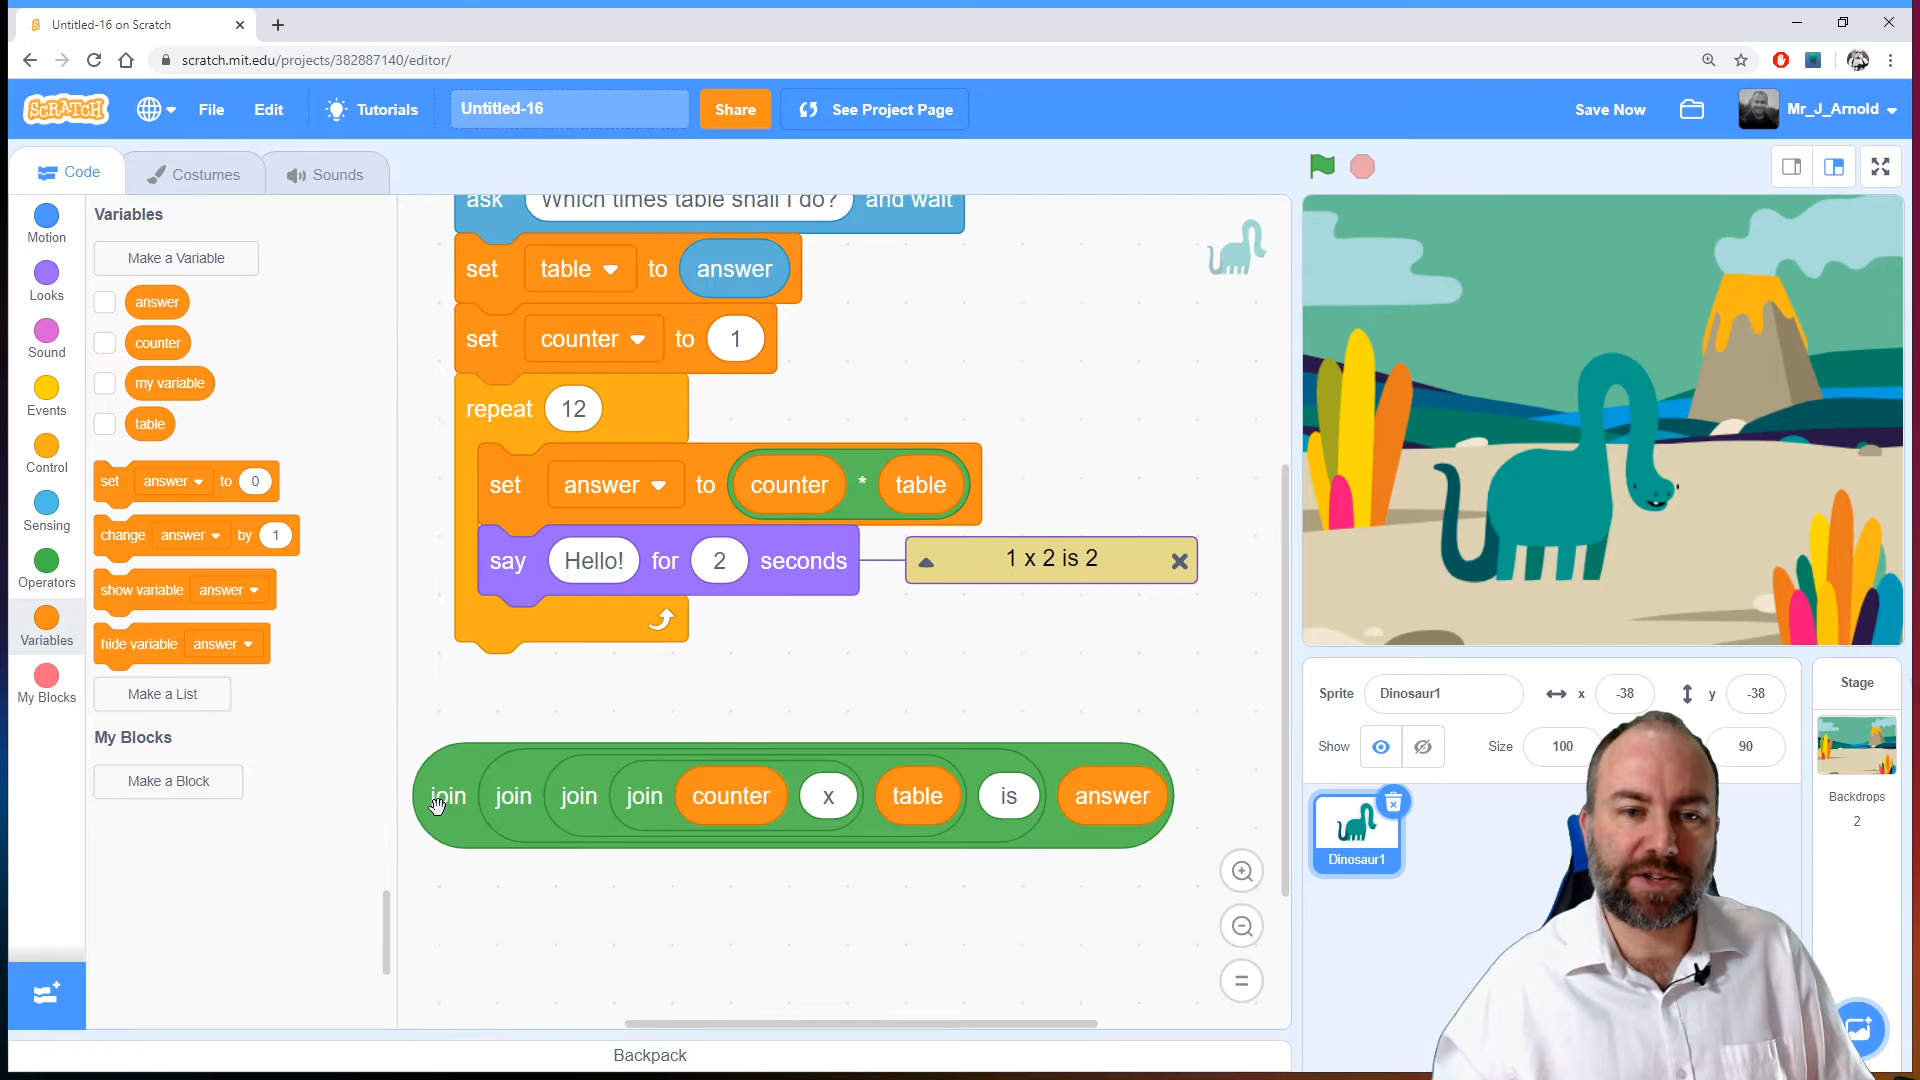 Untitled-16 on Scratch
scratch.mit.edu/projects/382887140/editor/
SCRATCH
File
Edit
Tutorials
Untitled-16
Share
See Project Page
Save Now
Mr_J_Arnold
Code
Costumes
Sounds
Motion
Looks
Sound
Events
Control
Sensing
Operators
Variables
My Blocks
Variables
Make a Variable
answer
counter
my variable
table
set answer to 0
change answer by 1
show variable answer
hide variable answer
Make a List
My Blocks
Make a Block
ask Which times table shall I do? and wait
set table to answer
set counter to 1
repeat 12
set answer to counter * table
say Hello! for 2 seconds
1 x 2 is 2
join join join join counter x table is answer
Backpack
Sprite Dinosaur1 x -38 y -38
Show Size 100 90
Dinosaur1
Stage
Backdrops
2